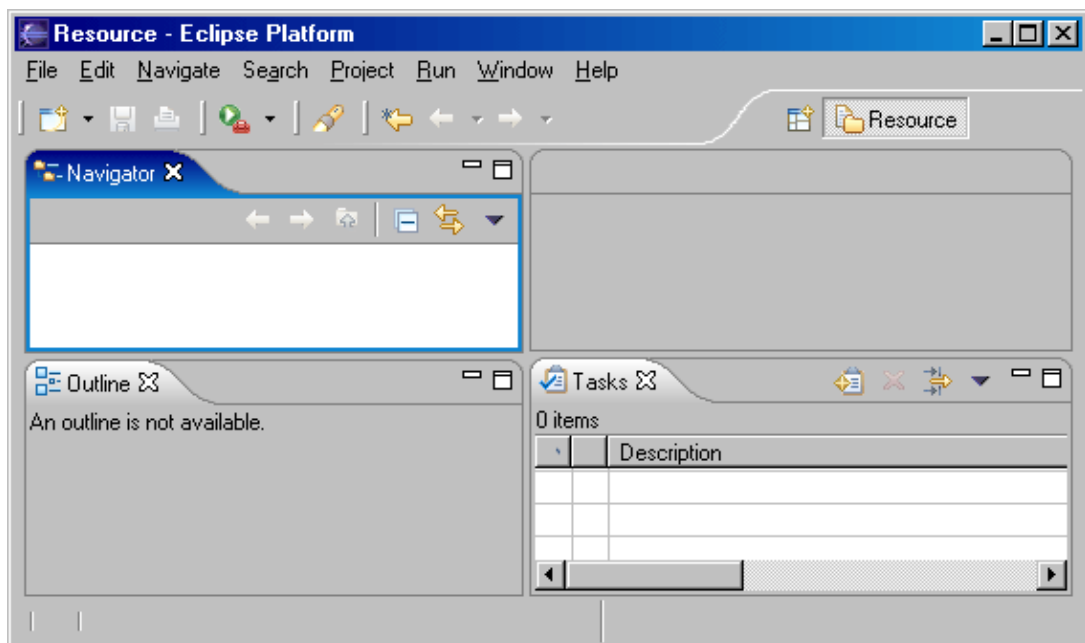 Resource - Eclipse Platform
File Edit Navigate Search Project Run Window Help
Resource
Navigator
Outline
An outline is not available.
Tasks
0 items
Description